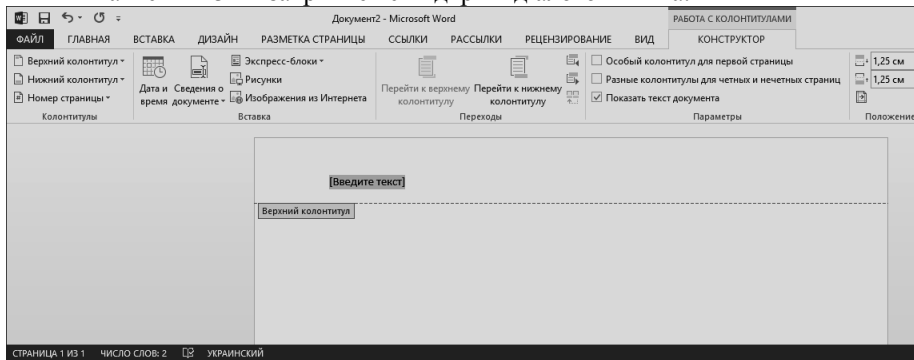 Документ2 - Microsoft Word
РАБОТА С КОЛОНТИТУЛАМИ
ФАЙЛ ГЛАВНАЯ ВСТАВКА ДИЗАЙН РАЗМЕТКА СТРАНИЦЫ ССЫЛКИ РАССЫЛКИ РЕЦЕНЗИРОВАНИЕ ВИД КОНСТРУКТОР
Верхний колонтитул
Нижний колонтитул
Номер страницы
Колонтитулы
Дата и время
Сведения о документе
Экспресс-блоки
Рисунки
Изображения из Интернета
Вставка
Перейти к верхнему колонтитулу
Перейти к нижнему колонтитулу
Переходы
Особый колонтитул для первой страницы
Разные колонтитулы для четных и нечетных страниц
Показать текст документа
Параметры
1,25 см
1,25 см
Положение
[Введите текст]
Верхний колонтитул
СТРАНИЦА 1 ИЗ 1 ЧИСЛО СЛОВ: 2 УКРАИНСКИЙ